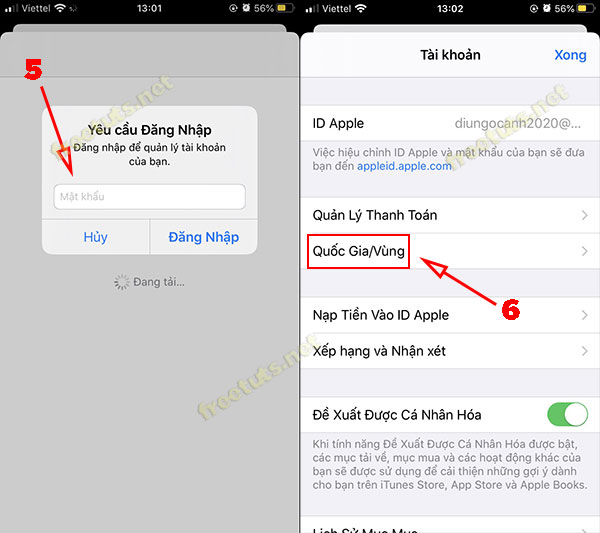 Viettel 13:01 56%
5
Yêu cầu Đăng Nhập
Đăng nhập để quản lý tài khoản
của bạn.
Mật khẩu
Hủy Đăng Nhập
Đang tải...
freetuts.net
Viettel 13:02 56%
Tài khoản Xong
ID Apple diungocanh2020@...
Việc hiệu chỉnh ID Apple và mật khẩu của bạn sẽ đưa
bạn đến appleid.apple.com
Quản Lý Thanh Toán
Quốc Gia/Vùng
6
Nạp Tiền Vào ID Apple
Xếp hạng và Nhận xét
Đề Xuất Được Cá Nhân Hóa
Khi tính năng Đề Xuất Được Cá Nhân Hóa được bật,
các mục tải về, mục mua và các hoạt động khác của
bạn sẽ được sử dụng để cải thiện những gợi ý dành
cho bạn trên iTunes Store, App Store và Apple Books.
Lịch Sử Mục Mua
freetuts.net
freetuts.net